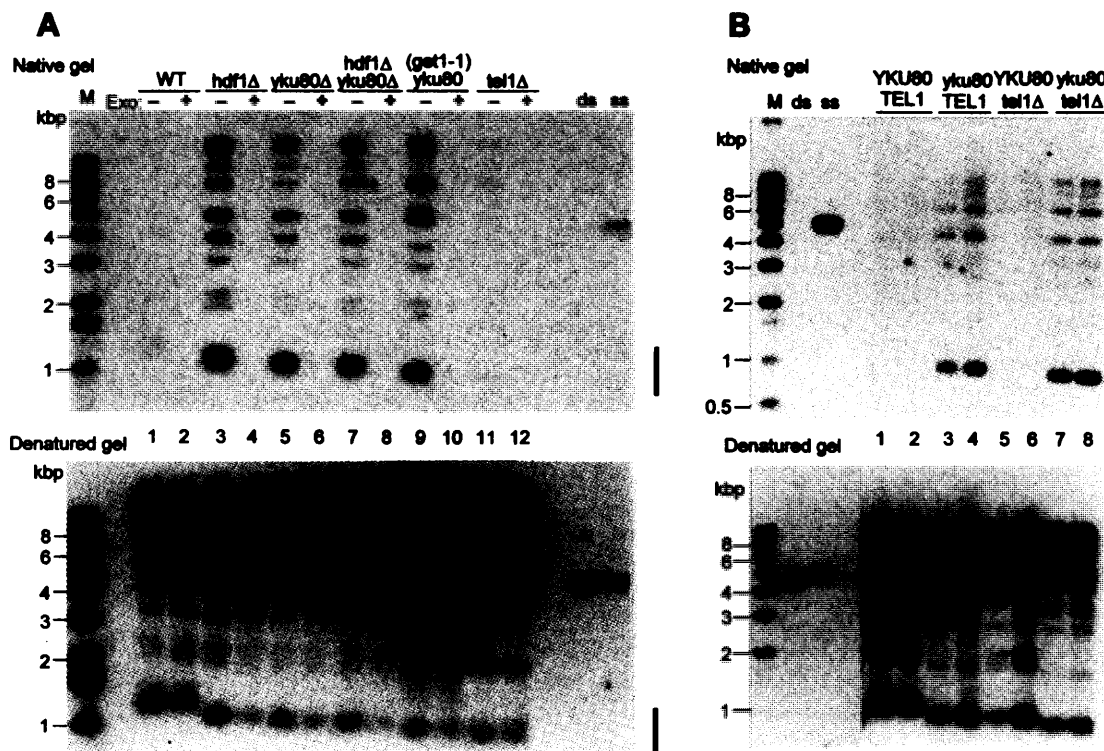 A
hdf1Δ (gst1-1)
Native gel WT hdf1Δ yku80Δ yku80Δ yku80 tel1Δ
M Exo: – + – + – + – + – + – + ds ss
kbp
8
6
4
3
2
1
Denatured gel 1 2 3 4 5 6 7 8 9 10 11 12
kbp
8
6
4
3
2
1
B
Native gel YKU80 yku80 YKU80 yku80
M ds ss TEL1 TEL1 tel1Δ tel1Δ
kbp
8
6
4
3
2
1
0.5
Denatured gel 1 2 3 4 5 6 7 8
kbp
8
6
4
3
2
1